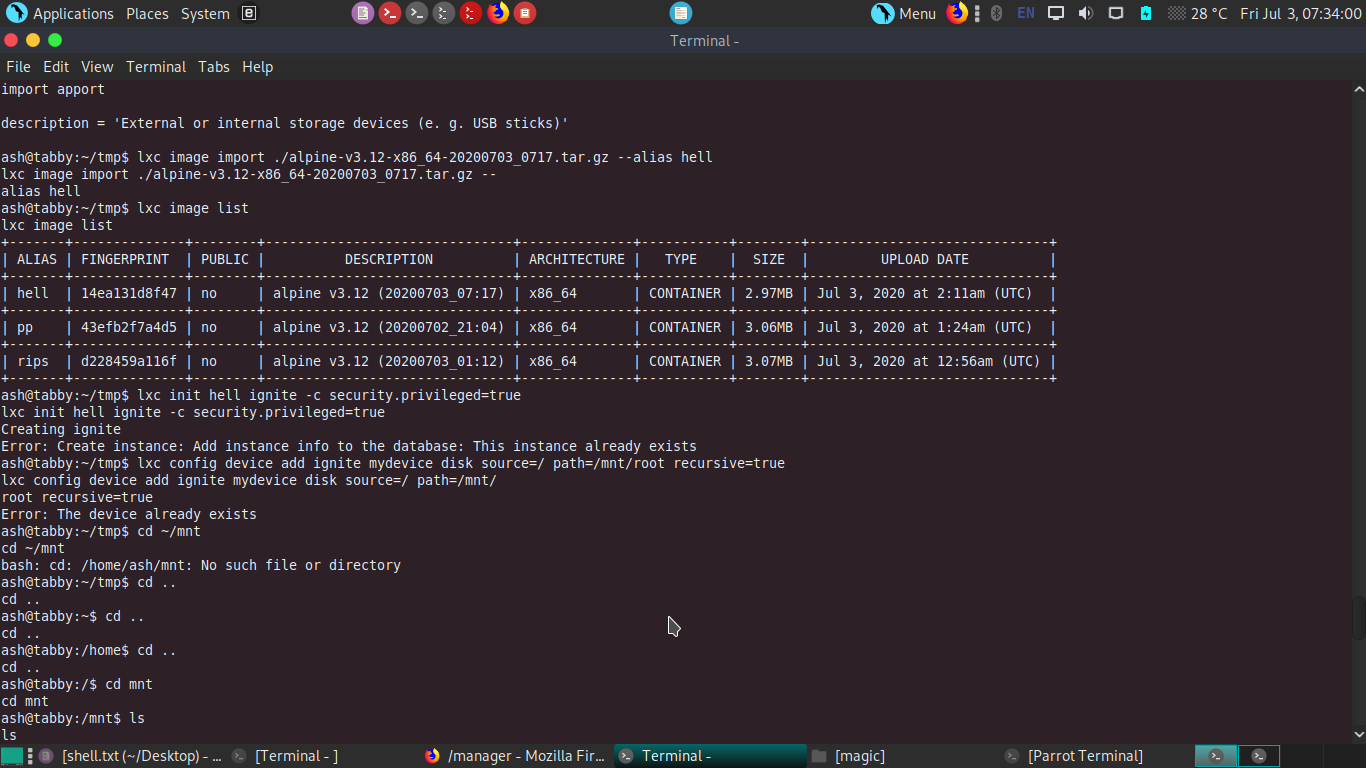 Applications Places System Menu EN 28 °C Fri Jul 3, 07:34:00
Terminal -
File Edit View Terminal Tabs Help
import apport
description = 'External or internal storage devices (e. g. USB sticks)'
ash@tabby:~/tmp$ lxc image import ./alpine-v3.12-x86_64-20200703_0717.tar.gz --alias hell
lxc image import ./alpine-v3.12-x86_64-20200703_0717.tar.gz --
alias hell
ash@tabby:~/tmp$ lxc image list
lxc image list
+-------+--------------+--------+-------------------------------+--------------+-----------+--------+------------------------------+
| ALIAS | FINGERPRINT  | PUBLIC |          DESCRIPTION          | ARCHITECTURE |   TYPE    |  SIZE  |         UPLOAD DATE          |
+-------+--------------+--------+-------------------------------+--------------+-----------+--------+------------------------------+
| hell  | 14ea131d8f47 | no     | alpine v3.12 (20200703_07:17) | x86_64       | CONTAINER | 2.97MB | Jul 3, 2020 at 2:11am (UTC)  |
+-------+--------------+--------+-------------------------------+--------------+-----------+--------+------------------------------+
| pp    | 43efb2f7a4d5 | no     | alpine v3.12 (20200702_21:04) | x86_64       | CONTAINER | 3.06MB | Jul 3, 2020 at 1:24am (UTC)  |
+-------+--------------+--------+-------------------------------+--------------+-----------+--------+------------------------------+
| rips  | d228459a116f | no     | alpine v3.12 (20200703_01:12) | x86_64       | CONTAINER | 3.07MB | Jul 3, 2020 at 12:56am (UTC) |
+-------+--------------+--------+-------------------------------+--------------+-----------+--------+------------------------------+
ash@tabby:~/tmp$ lxc init hell ignite -c security.privileged=true
lxc init hell ignite -c security.privileged=true
Creating ignite
Error: Create instance: Add instance info to the database: This instance already exists
ash@tabby:~/tmp$ lxc config device add ignite mydevice disk source=/ path=/mnt/root recursive=true
lxc config device add ignite mydevice disk source=/ path=/mnt/
root recursive=true
Error: The device already exists
ash@tabby:~/tmp$ cd ~/mnt
cd ~/mnt
bash: cd: /home/ash/mnt: No such file or directory
ash@tabby:~/tmp$ cd ..
cd ..
ash@tabby:~$ cd ..
cd ..
ash@tabby:/home$ cd ..
cd ..
ash@tabby:/$ cd mnt
cd mnt
ash@tabby:/mnt$ ls
ls
[shell.txt (~/Desktop) - ... [Terminal - ] /manager - Mozilla Fir... Terminal - [magic] [Parrot Terminal]